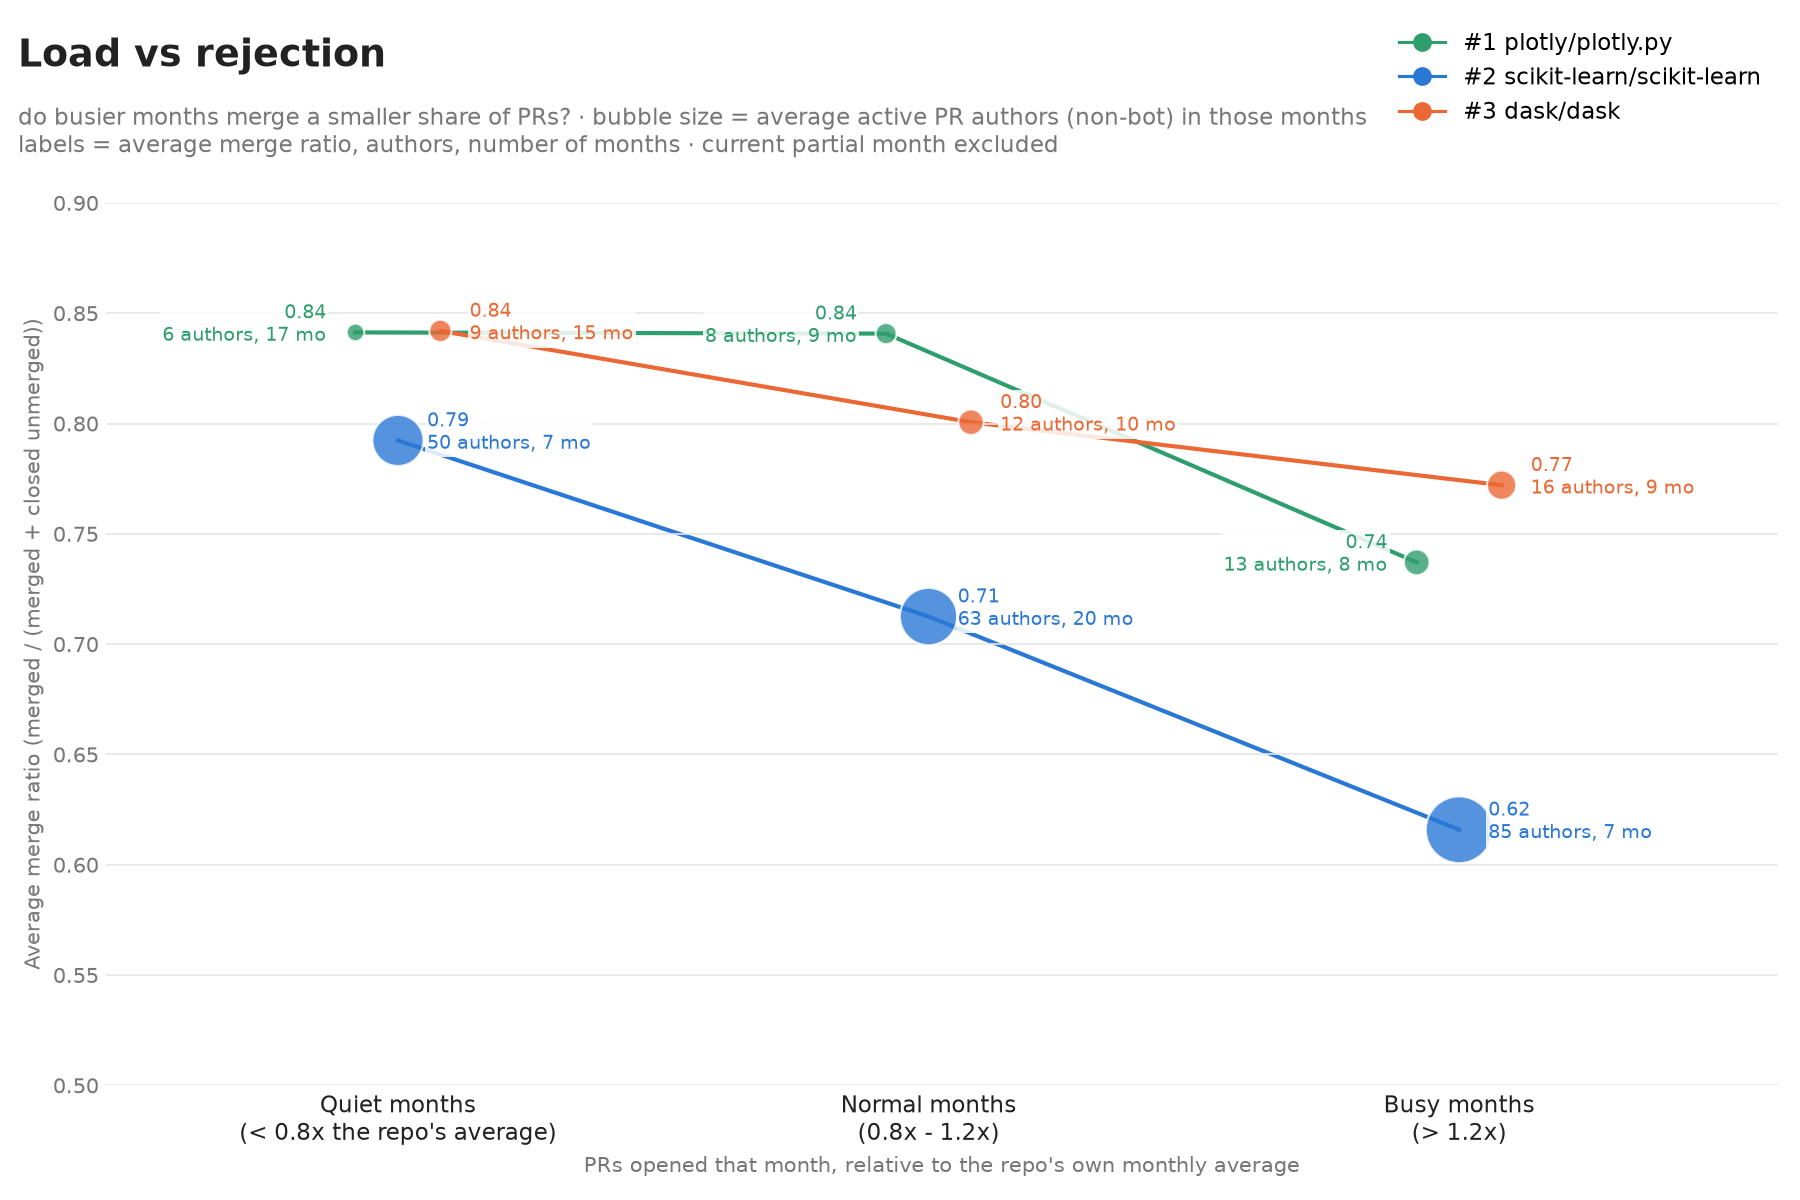 Load vs rejection
do busier months merge a smaller share of PRs? · bubble size = average active PR authors (non-bot) in those months
labels = average merge ratio, authors, number of months · current partial month excluded
#1 plotly/plotly.py
#2 scikit-learn/scikit-learn
#3 dask/dask
Average merge ratio (merged / (merged + closed unmerged))
0.90
0.85
0.80
0.75
0.70
0.65
0.60
0.55
0.50
0.84
6 authors, 17 mo
0.84
9 authors, 15 mo
0.84
8 authors, 9 mo
0.79
50 authors, 7 mo
0.80
12 authors, 10 mo
0.77
16 authors, 9 mo
0.74
13 authors, 8 mo
0.71
63 authors, 20 mo
0.62
85 authors, 7 mo
Quiet months
(< 0.8x the repo's average)
Normal months
(0.8x - 1.2x)
Busy months
(> 1.2x)
PRs opened that month, relative to the repo's own monthly average